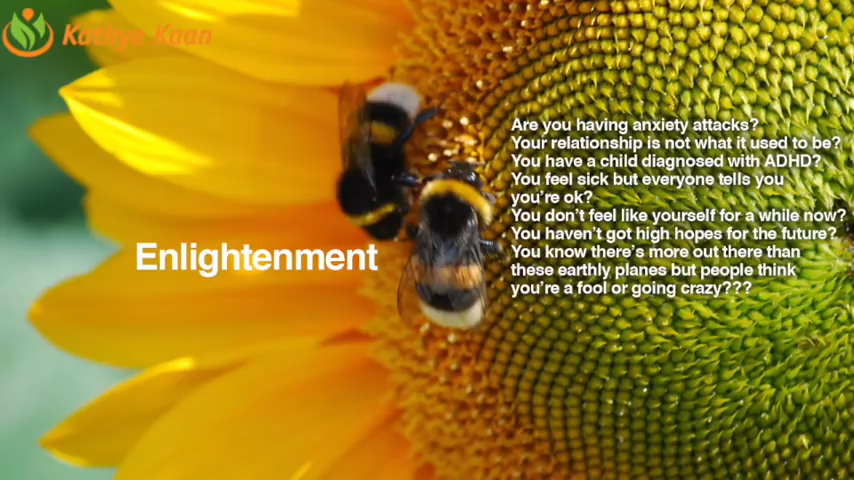 Kathye Kaan
Enlightenment
Are you having anxiety attacks?
Your relationship is not what it used to be?
You have a child diagnosed with ADHD?
You feel sick but everyone tells you
you're ok?
You don't feel like yourself for a while now?
You haven't got high hopes for the future?
You know there's more out there than
these earthly planes but people think
you're a fool or going crazy???